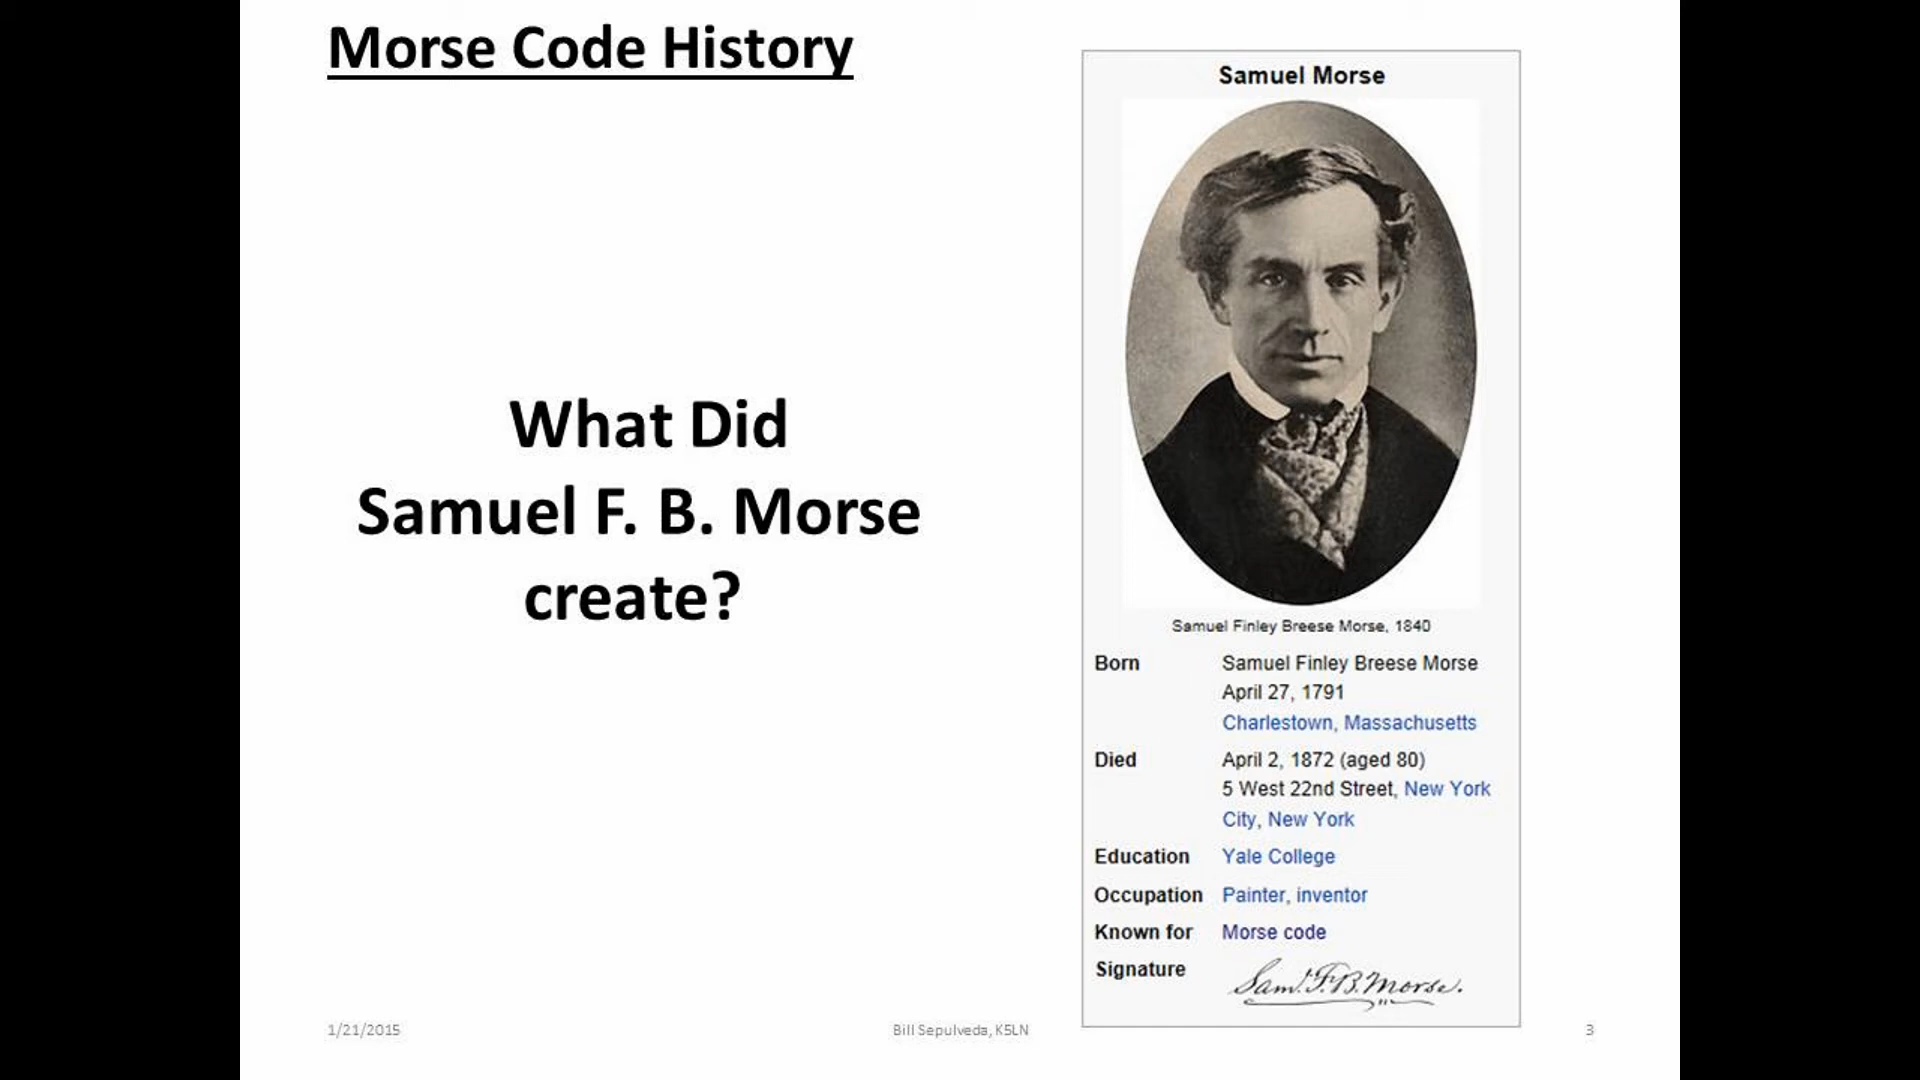 Morse Code History
What Did
Samuel F. B. Morse
create?
Samuel Morse
Samuel Finley Breese Morse, 1840
Born Samuel Finley Breese Morse
April 27, 1791
Charlestown, Massachusetts
Died April 2, 1872 (aged 80)
5 West 22nd Street, New York
City, New York
Education Yale College
Occupation Painter, inventor
Known for Morse code
Signature Sam. F. B. Morse.
1/21/2015 Bill Sepulveda, K5LN 3